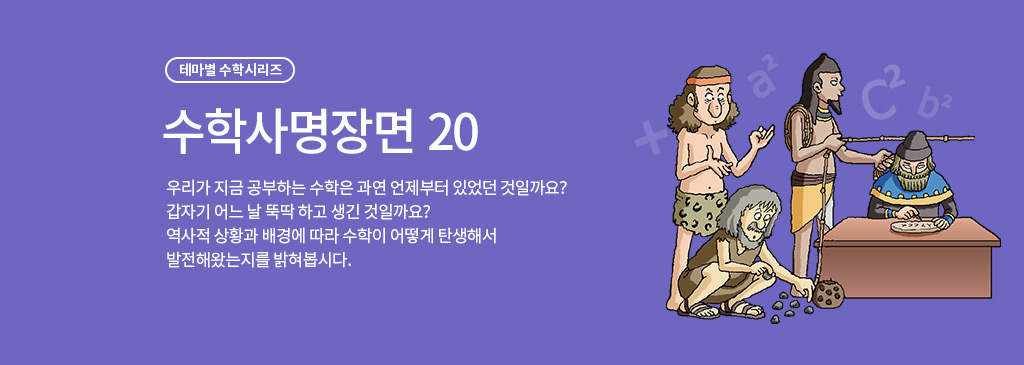 테마별 수학시리즈
수학사명장면 20
우리가 지금 공부하는 수학은 과연 언제부터 있었던 것일까요?
갑자기 어느 날 뚝딱 하고 생긴 것일까요?
역사적 상황과 배경에 따라 수학이 어떻게 탄생해서
발전해왔는지를 밝혀봅시다.
+ a² C² b²